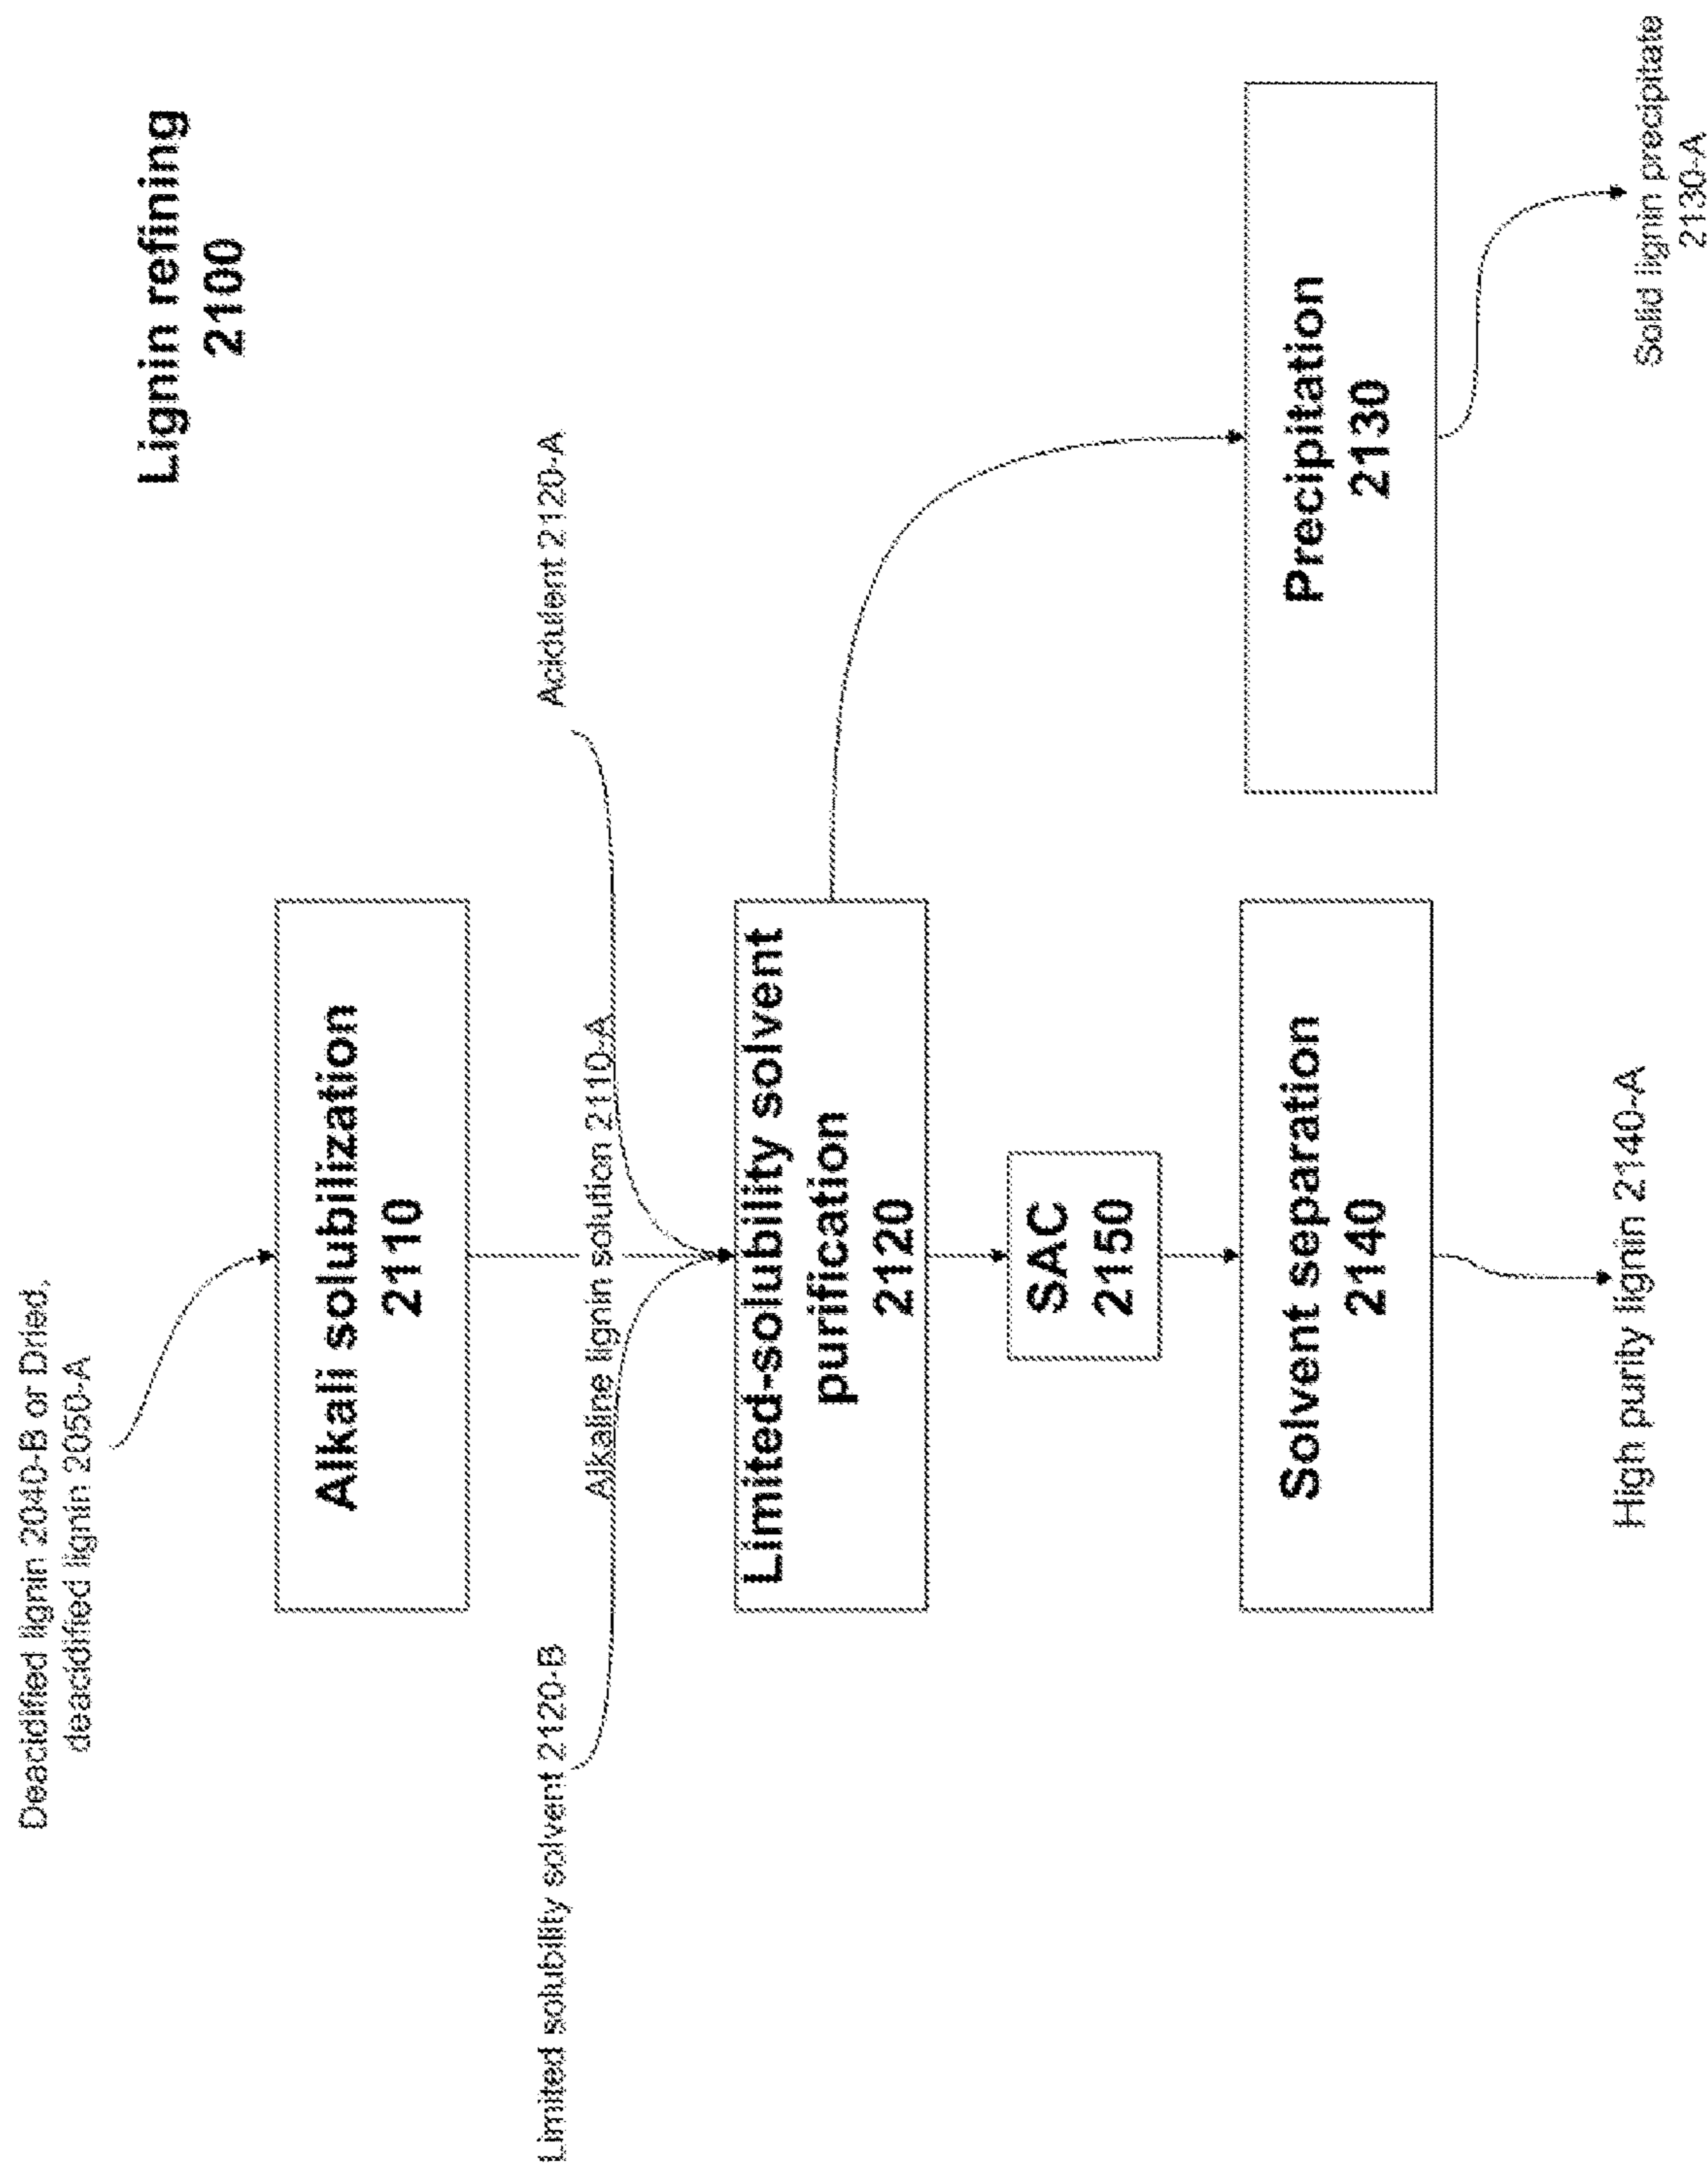 Lignin refining
2100
Deacidified lignin 2040-B or Dried,
deacidified lignin 2050-A
Alkali solubilization
2110
Limited solubility solvent 2120-B
Alkaline lignin solution 2110-A
Acidulent 2120-A
Limited-solubility solvent
purification
2120
SAC
2150
Solvent separation
2140
Precipitation
2130
High purity lignin 2140-A
Solid lignin precipitate
2130-A